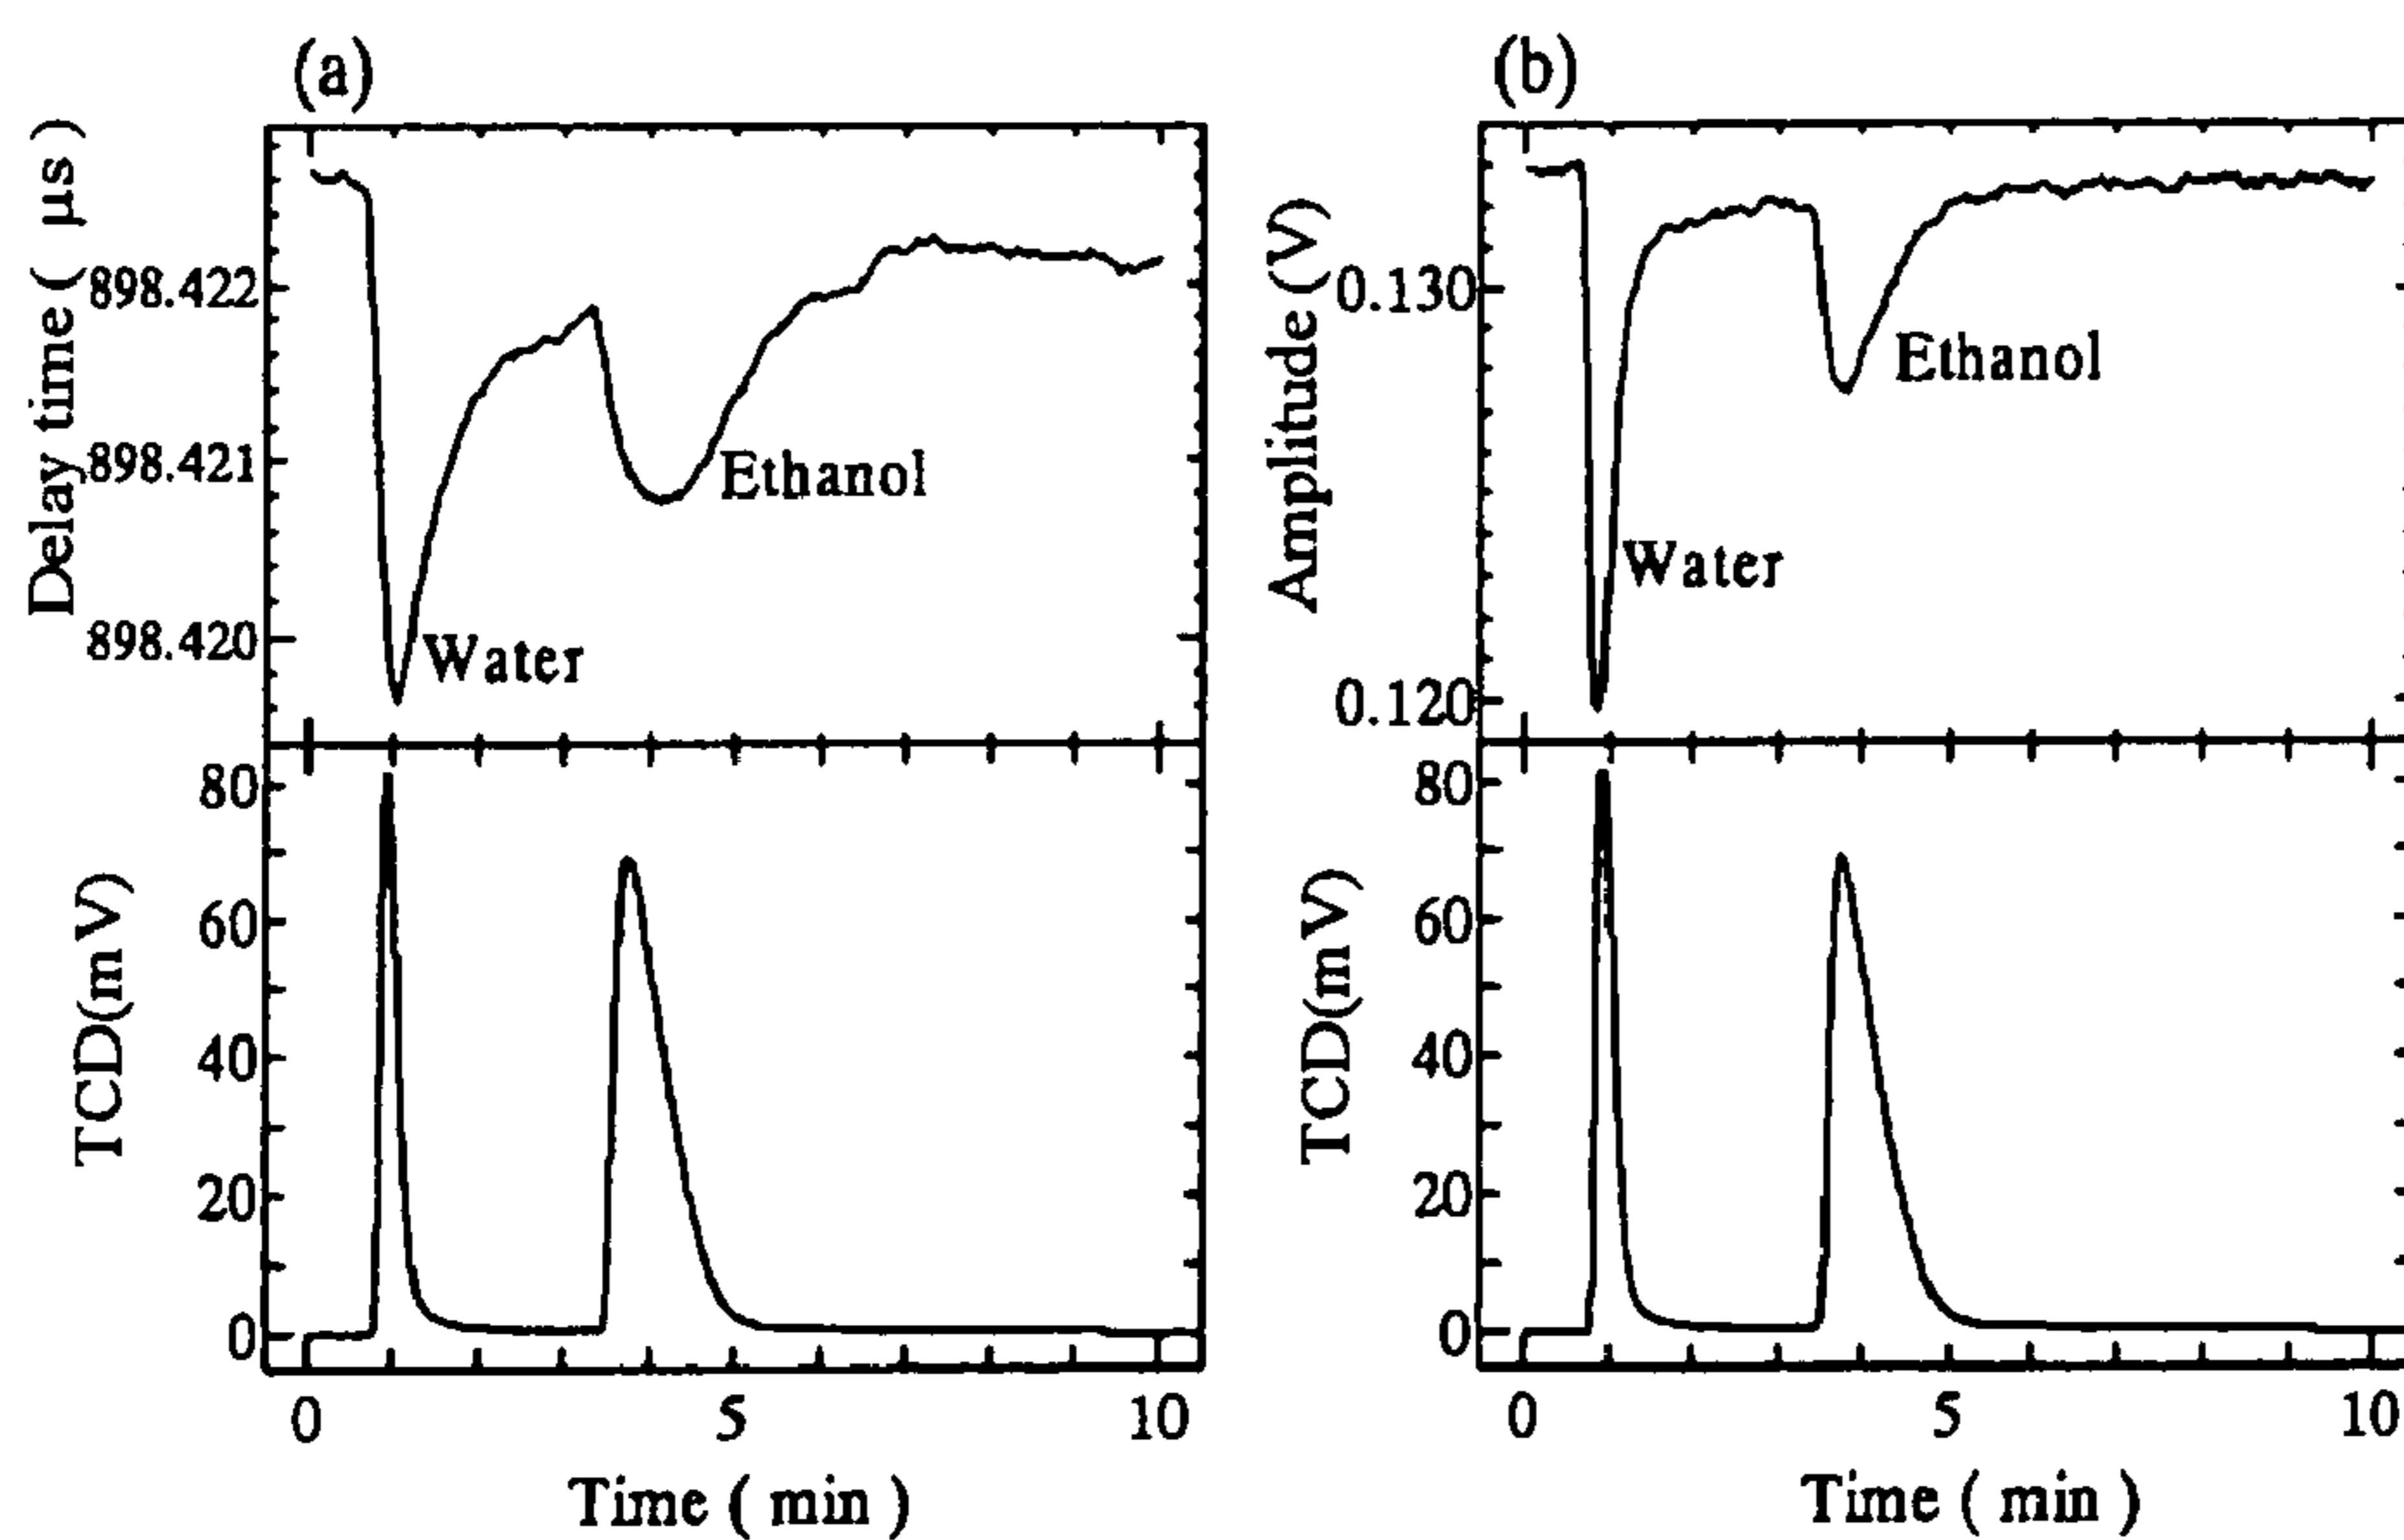 (a)
Delay time ( μs )
898.422
898.421
898.420
Ethanol
Water
TCD(mV)
80
60
40
20
0
0 5 10
Time ( min )
(b)
Amplitude (V)
0.130
0.120
Ethanol
Water
TCD(mV)
80
60
40
20
0
0 5 10
Time ( min )